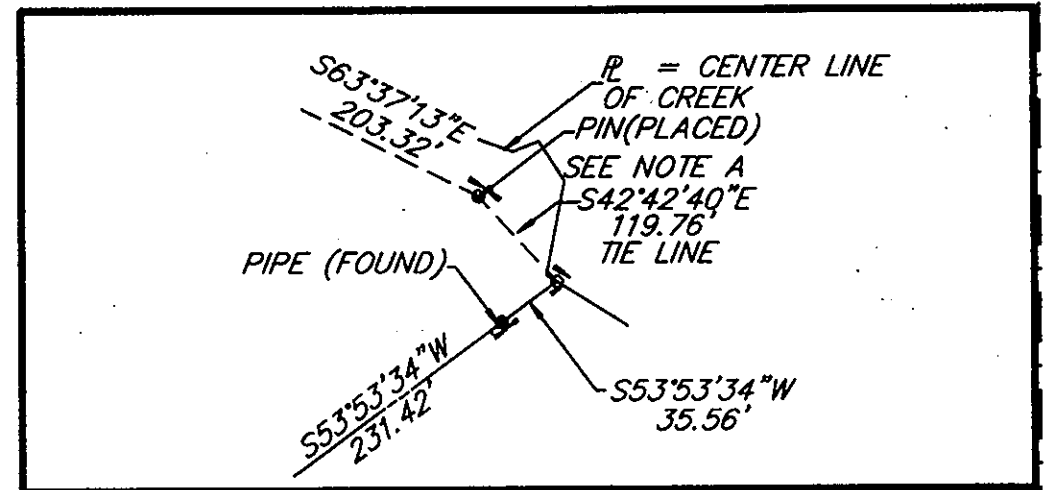 S63°37'13"E
203.32'
PL = CENTER LINE
OF CREEK
PIN(PLACED)
SEE NOTE A
S42°42'40"E
119.76'
TIE LINE
PIPE (FOUND)
S53°53'34"W
231.42'
S53°53'34"W
35.56'